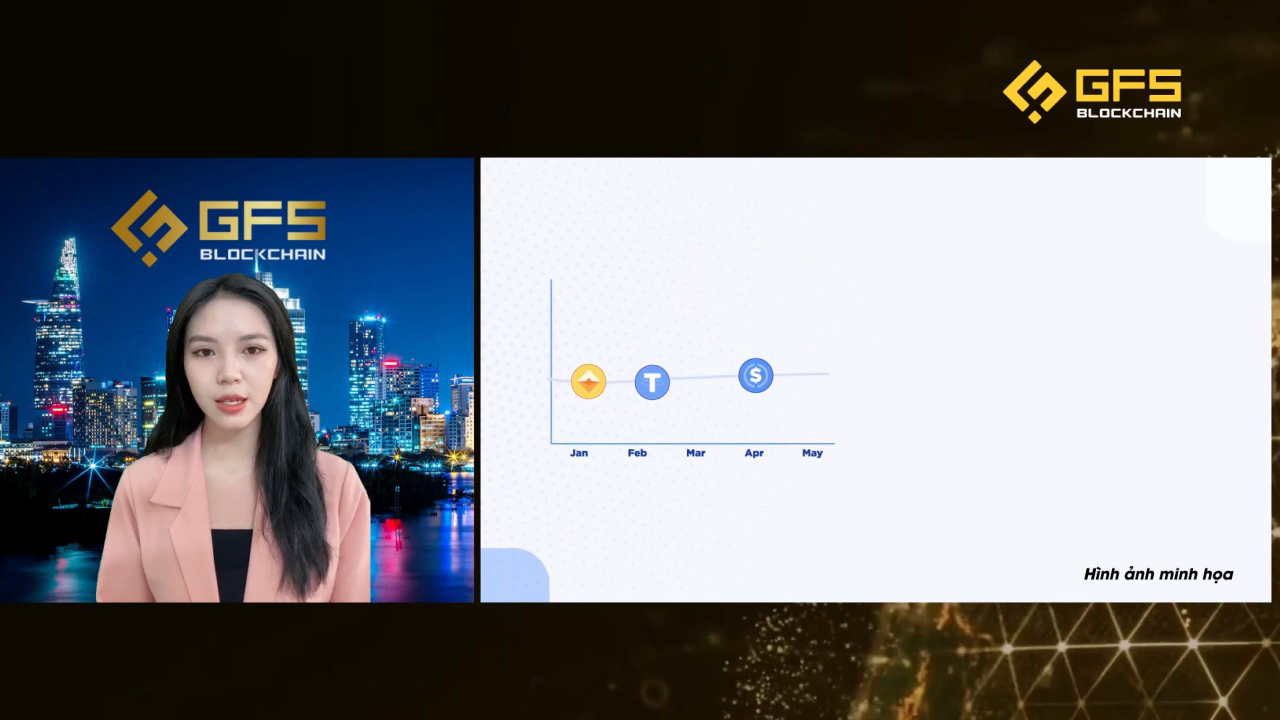 GFS
BLOCKCHAIN
GFS
BLOCKCHAIN
T
$
Jan Feb Mar Apr May
Hình ảnh minh họa